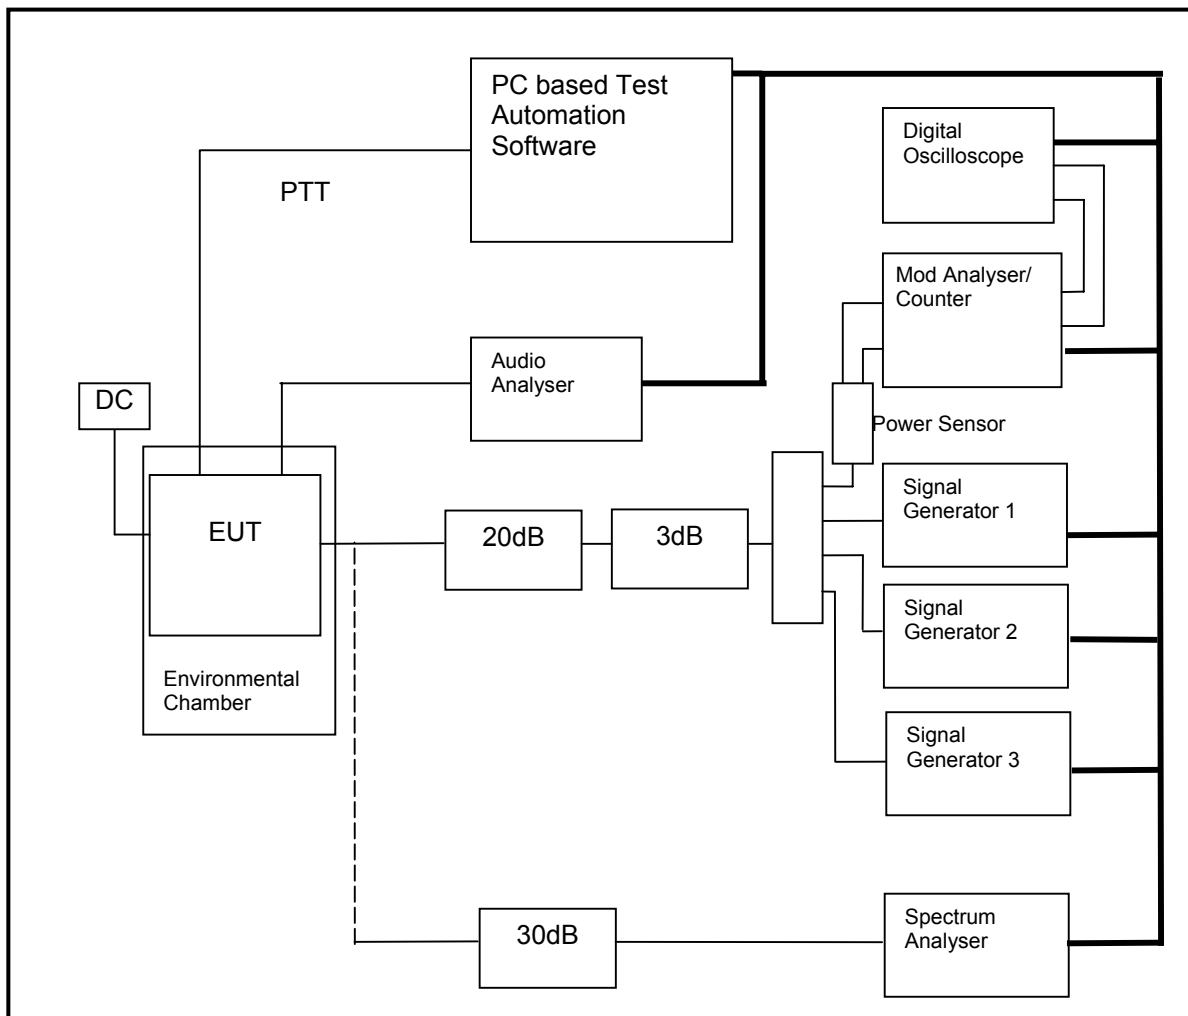 PC based Test
Automation
Software
Digital
Oscilloscope
PTT
Mod Analyser/
Counter
Audio
Analyser
DC
Power Sensor
Signal
Generator 1
EUT
20dB
3dB
Signal
Generator 2
Environmental
Chamber
Signal
Generator 3
30dB
Spectrum
Analyser